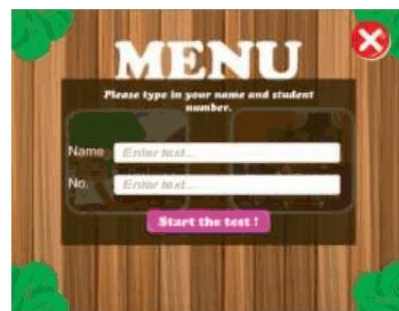 MENU
Please type in your name and student
number.
Name Enter text...
No. Enter text...
Start the test !